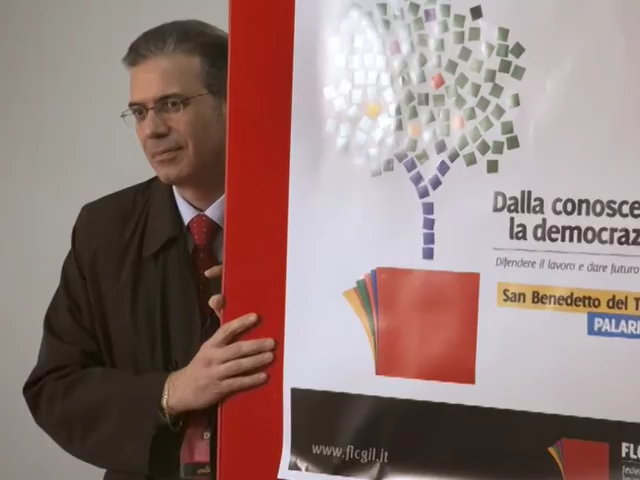 Dalla conosce
la democraz
Difendere il lavoro e dare futuro
San Benedetto del T
PALAR
www.flcgil.it
FL